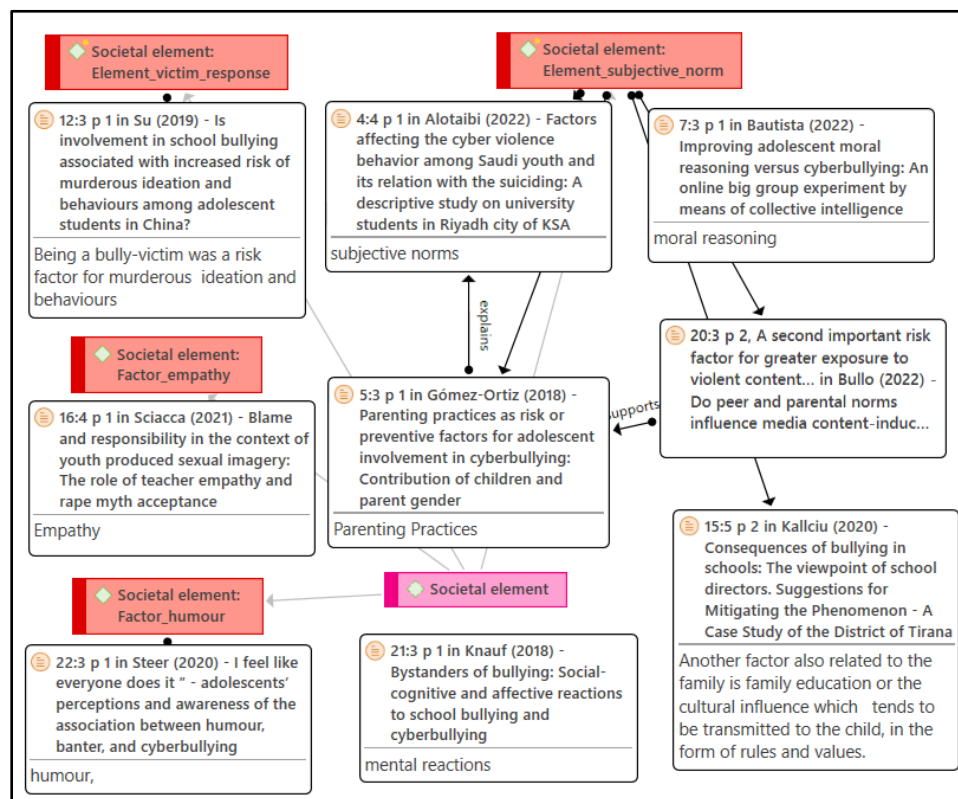 Societal element:
Element_victim_response
Societal element:
Element_subjective_norm
12:3 p 1 in Su (2019) - Is
involvement in school bullying
associated with increased risk of
murderous ideation and
behaviours among adolescent
students in China?
Being a bully-victim was a risk
factor for murderous ideation and
behaviours
4:4 p 1 in Alotaibi (2022) - Factors
affecting the cyber violence
behavior among Saudi youth and
its relation with the suiciding: A
descriptive study on university
students in Riyadh city of KSA
subjective norms
7:3 p 1 in Bautista (2022) -
Improving adolescent moral
reasoning versus cyberbullying: An
online big group experiment by
means of collective intelligence
moral reasoning
explains
Societal element:
Factor_empathy
16:4 p 1 in Sciacca (2021) - Blame
and responsibility in the context of
youth produced sexual imagery:
The role of teacher empathy and
rape myth acceptance
Empathy
5:3 p 1 in Gómez-Ortiz (2018) -
Parenting practices as risk or
preventive factors for adolescent
involvement in cyberbullying:
Contribution of children and
parent gender
Parenting Practices
supports
20:3 p 2, A second important risk
factor for greater exposure to
violent content... in Bullo (2022) -
Do peer and parental norms
influence media content-induc...
Societal element:
Factor_humour
Societal element
22:3 p 1 in Steer (2020) - I feel like
everyone does it ” - adolescents’
perceptions and awareness of the
association between humour,
banter, and cyberbullying
humour,
21:3 p 1 in Knauf (2018) -
Bystanders of bullying: Social-
cognitive and affective reactions
to school bullying and
cyberbullying
mental reactions
15:5 p 2 in Kallciu (2020) -
Consequences of bullying in
schools: The viewpoint of school
directors. Suggestions for
Mitigating the Phenomenon - A
Case Study of the District of Tirana
Another factor also related to the
family is family education or the
cultural influence which tends to
be transmitted to the child, in the
form of rules and values.